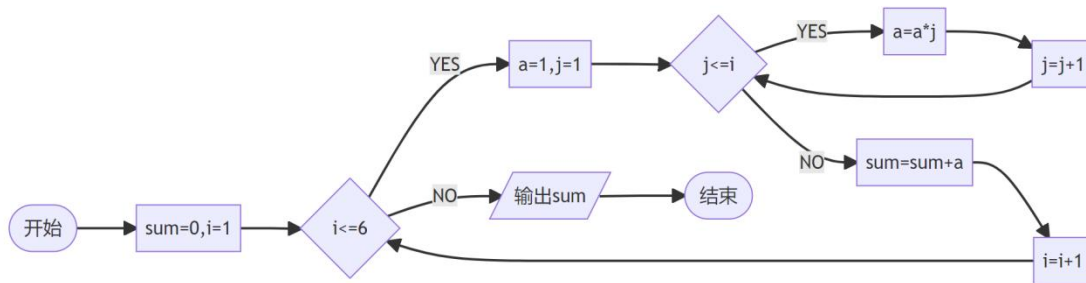 开始
sum=0,i=1
i<=6
YES
a=1,j=1
j<=i
YES
a=a*j
j=j+1
NO
sum=sum+a
i=i+1
NO
输出sum
结束